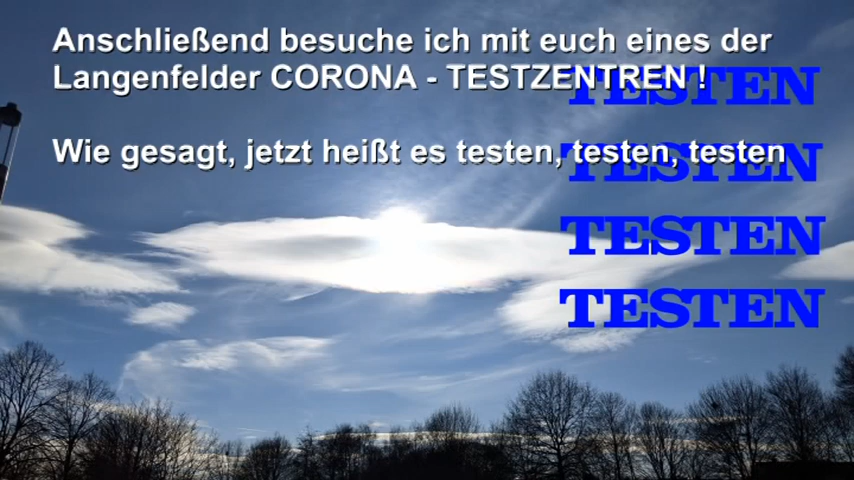 Anschließend besuche ich mit euch eines der
Langenfelder CORONA - TESTZENTREN !
TESTEN
Wie gesagt, jetzt heißt es testen, testen, testen
TESTEN
TESTEN
TESTEN